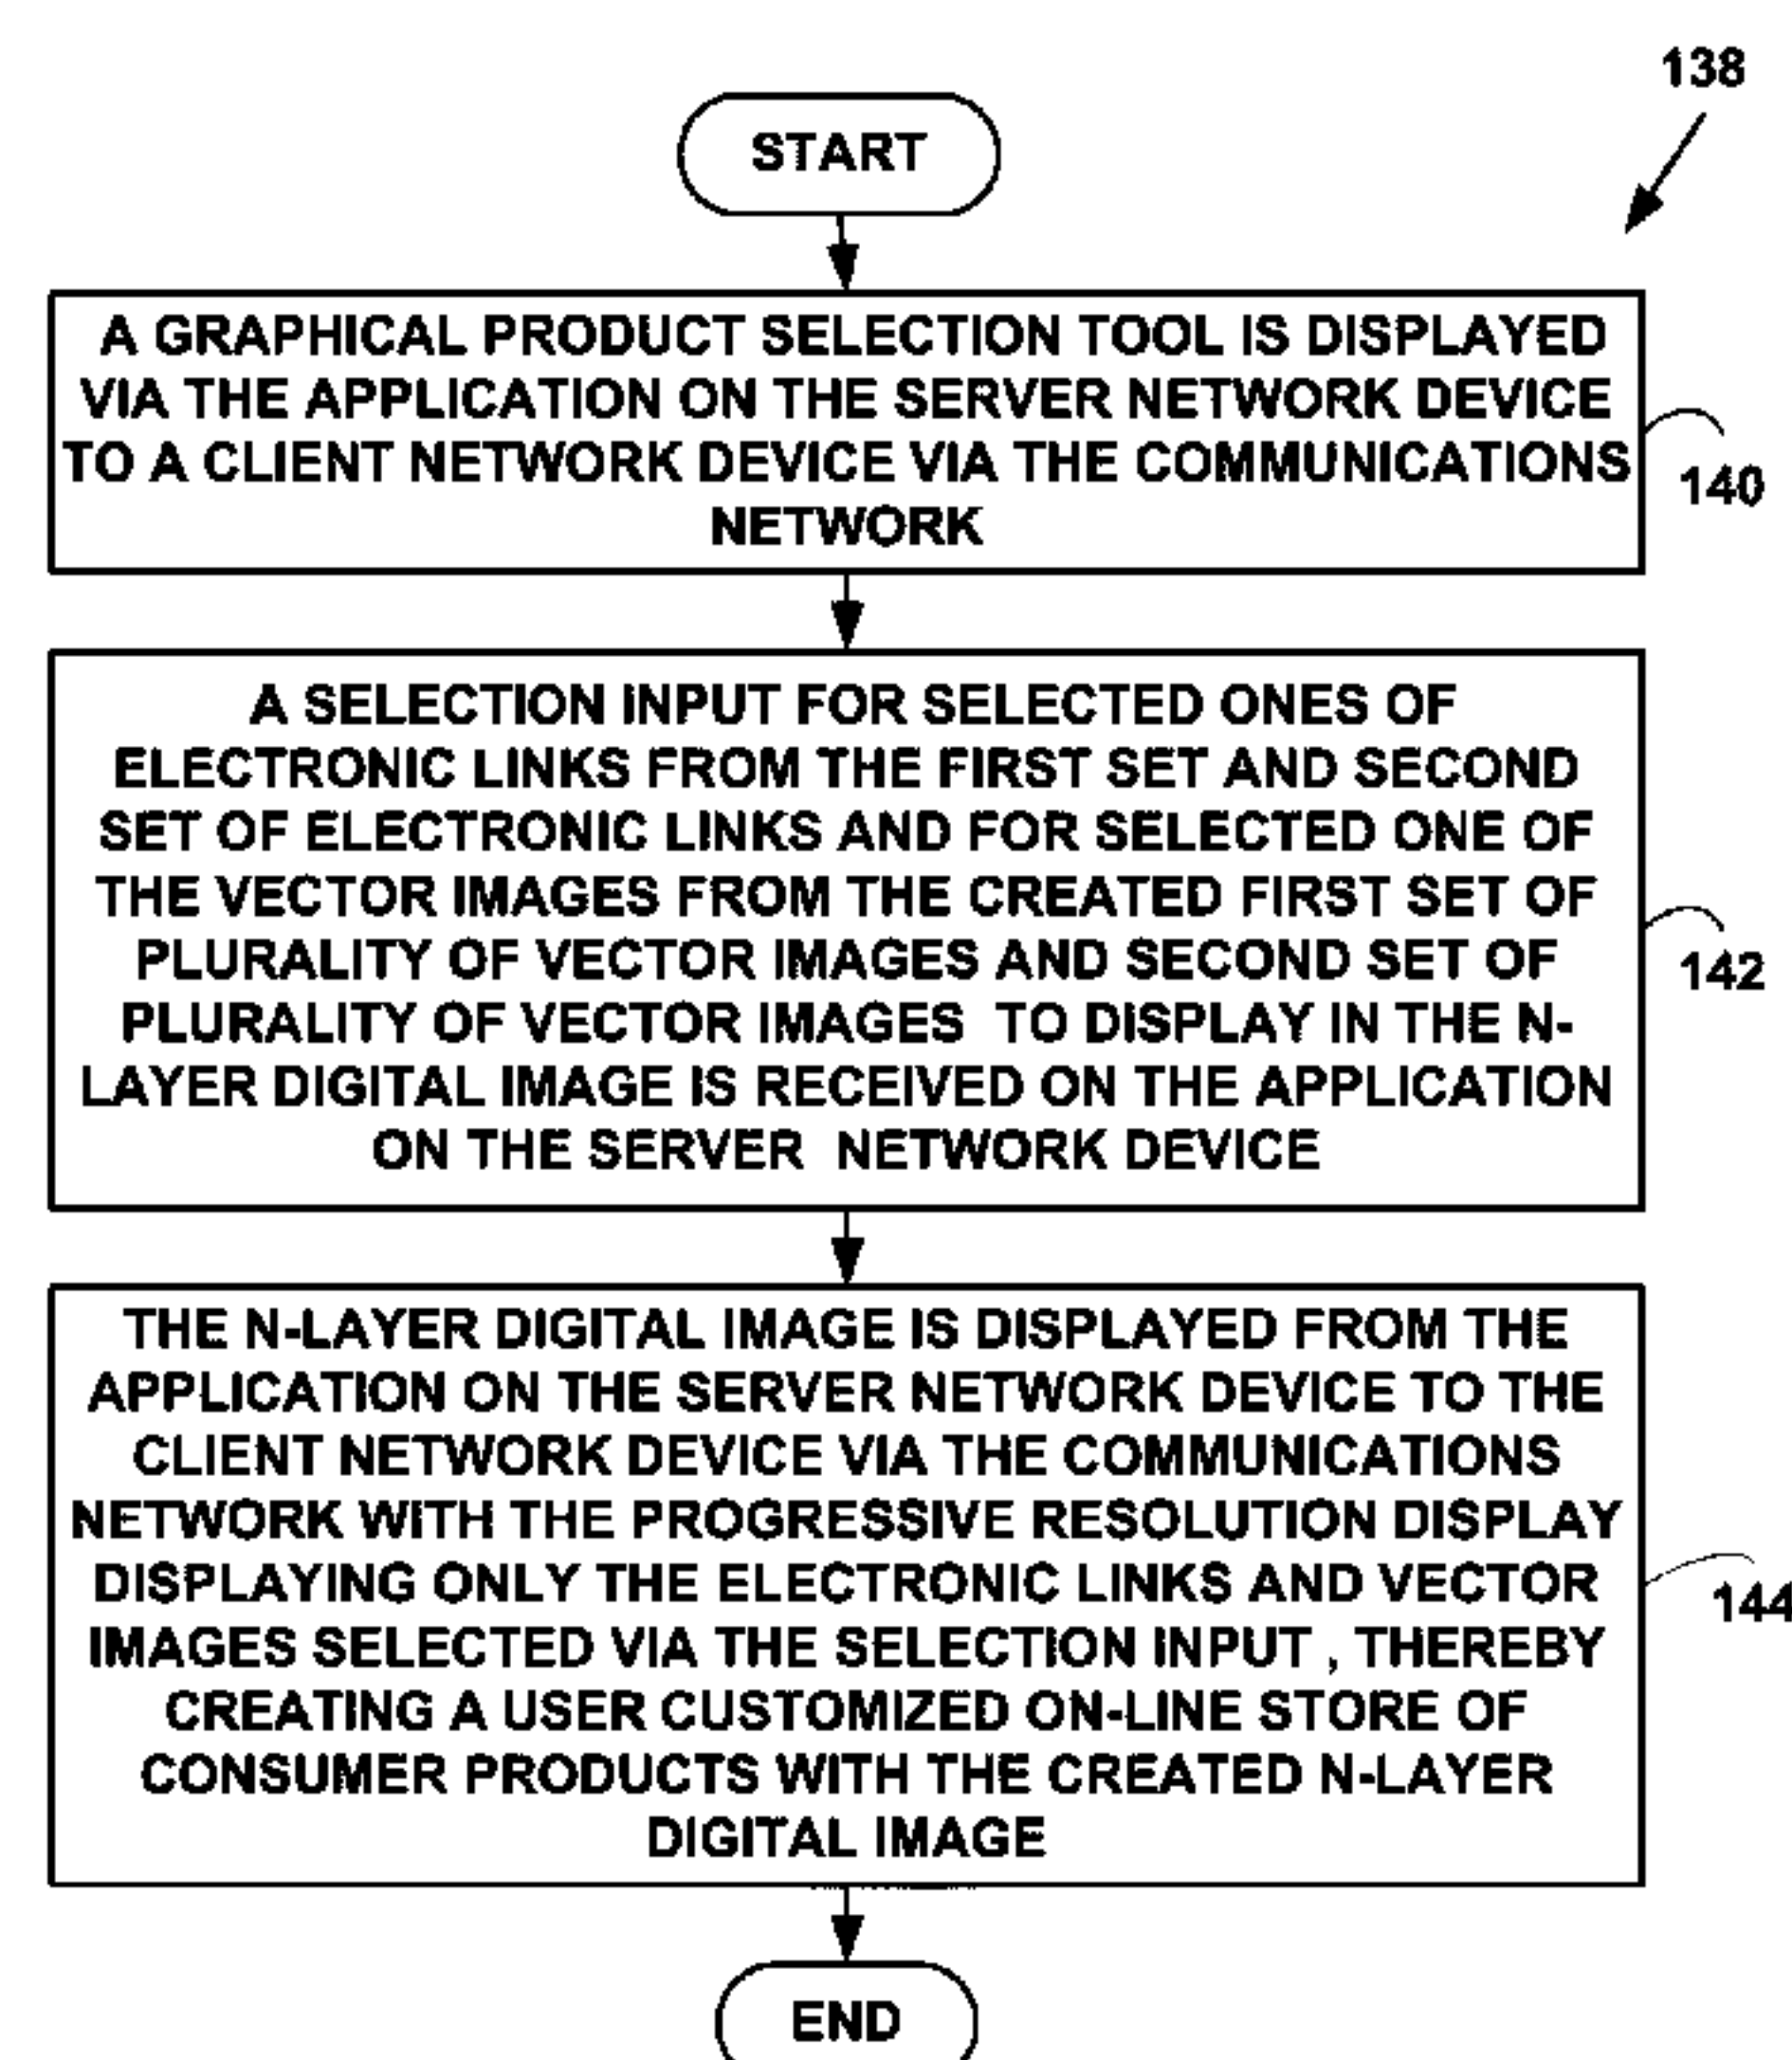 138
START
A GRAPHICAL PRODUCT SELECTION TOOL IS DISPLAYED
VIA THE APPLICATION ON THE SERVER NETWORK DEVICE
TO A CLIENT NETWORK DEVICE VIA THE COMMUNICATIONS
NETWORK
140
A SELECTION INPUT FOR SELECTED ONES OF
ELECTRONIC LINKS FROM THE FIRST SET AND SECOND
SET OF ELECTRONIC LINKS AND FOR SELECTED ONE OF
THE VECTOR IMAGES FROM THE CREATED FIRST SET OF
PLURALITY OF VECTOR IMAGES AND SECOND SET OF
PLURALITY OF VECTOR IMAGES TO DISPLAY IN THE N-
LAYER DIGITAL IMAGE IS RECEIVED ON THE APPLICATION
ON THE SERVER NETWORK DEVICE
142
THE N-LAYER DIGITAL IMAGE IS DISPLAYED FROM THE
APPLICATION ON THE SERVER NETWORK DEVICE TO THE
CLIENT NETWORK DEVICE VIA THE COMMUNICATIONS
NETWORK WITH THE PROGRESSIVE RESOLUTION DISPLAY
DISPLAYING ONLY THE ELECTRONIC LINKS AND VECTOR
IMAGES SELECTED VIA THE SELECTION INPUT , THEREBY
CREATING A USER CUSTOMIZED ON-LINE STORE OF
CONSUMER PRODUCTS WITH THE CREATED N-LAYER
DIGITAL IMAGE
144
END